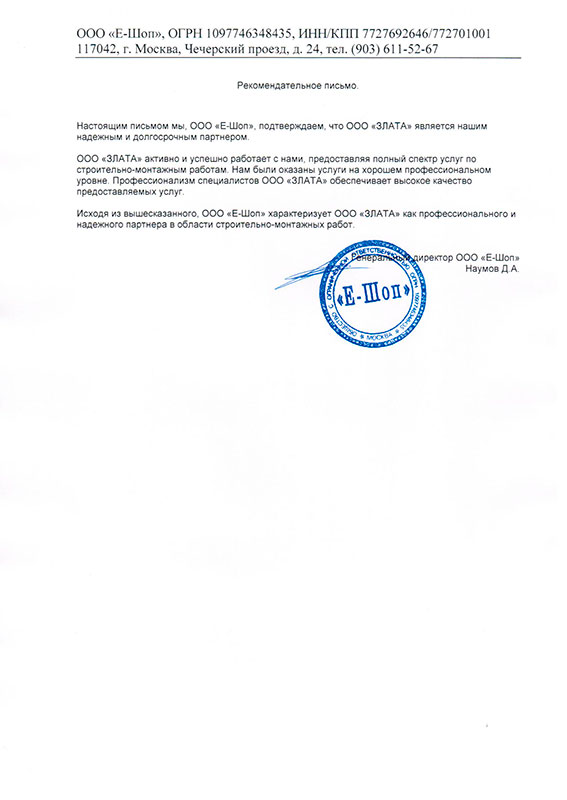 ООО «Е-Шоп», ОГРН 1097746348435, ИНН/КПП 7727692646/772701001
117042, г. Москва, Чечерский проезд, д. 24, тел. (903) 611-52-67
Рекомендательное письмо.
Настоящим письмом мы, ООО «Е-Шоп», подтверждаем, что ООО «ЗЛАТА» является нашим
надежным и долгосрочным партнером.
ООО «ЗЛАТА» активно и успешно работает с нами, предоставляя полный спектр услуг по
строительно-монтажным работам. Нам были оказаны услуги на хорошем профессиональном
уровне. Профессионализм специалистов ООО «ЗЛАТА» обеспечивает высокое качество
предоставляемых услуг.
Исходя из вышесказанного, ООО «Е-Шоп» характеризует ООО «ЗЛАТА» как профессионального и
надежного партнера в области строительно-монтажных работ.
Генеральный директор ООО «Е-Шоп»
Наумов Д.А.
ОБЩЕСТВО С ОГРАНИЧЕННОЙ ОТВЕТСТВЕННОСТЬЮ ОГРН 1097746348435
«Е-Шоп»
МОСКВА